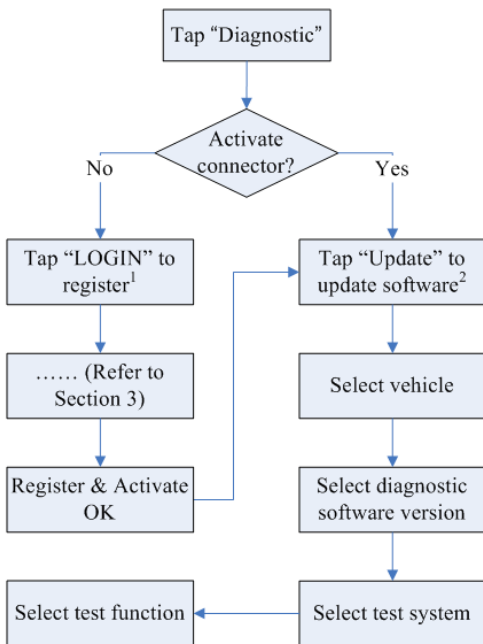 Tap “Diagnostic”
Activate
connector?
No
Yes
Tap “LOGIN” to
register¹
Tap “Update” to
update software²
…… (Refer to
Section 3)
Select vehicle
Register & Activate
OK
Select diagnostic
software version
Select test function
Select test system